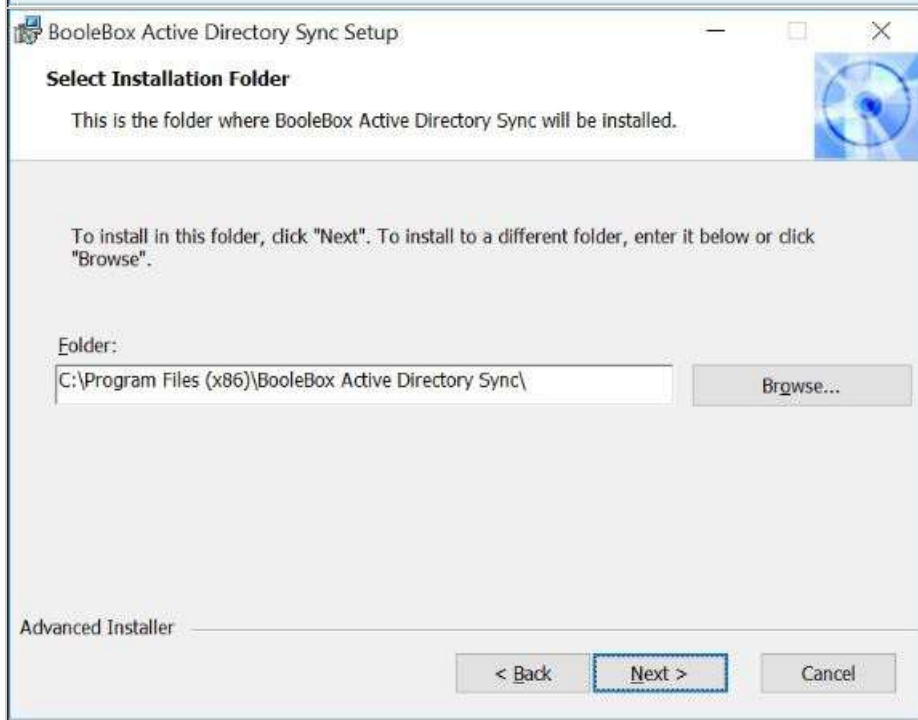 BooleBox Active Directory Sync Setup
Select Installation Folder
This is the folder where BooleBox Active Directory Sync will be installed.
To install in this folder, click "Next". To install to a different folder, enter it below or click
"Browse".
Folder:
C:\Program Files (x86)\BooleBox Active Directory Sync\
Browse...
Advanced Installer
< Back
Next >
Cancel